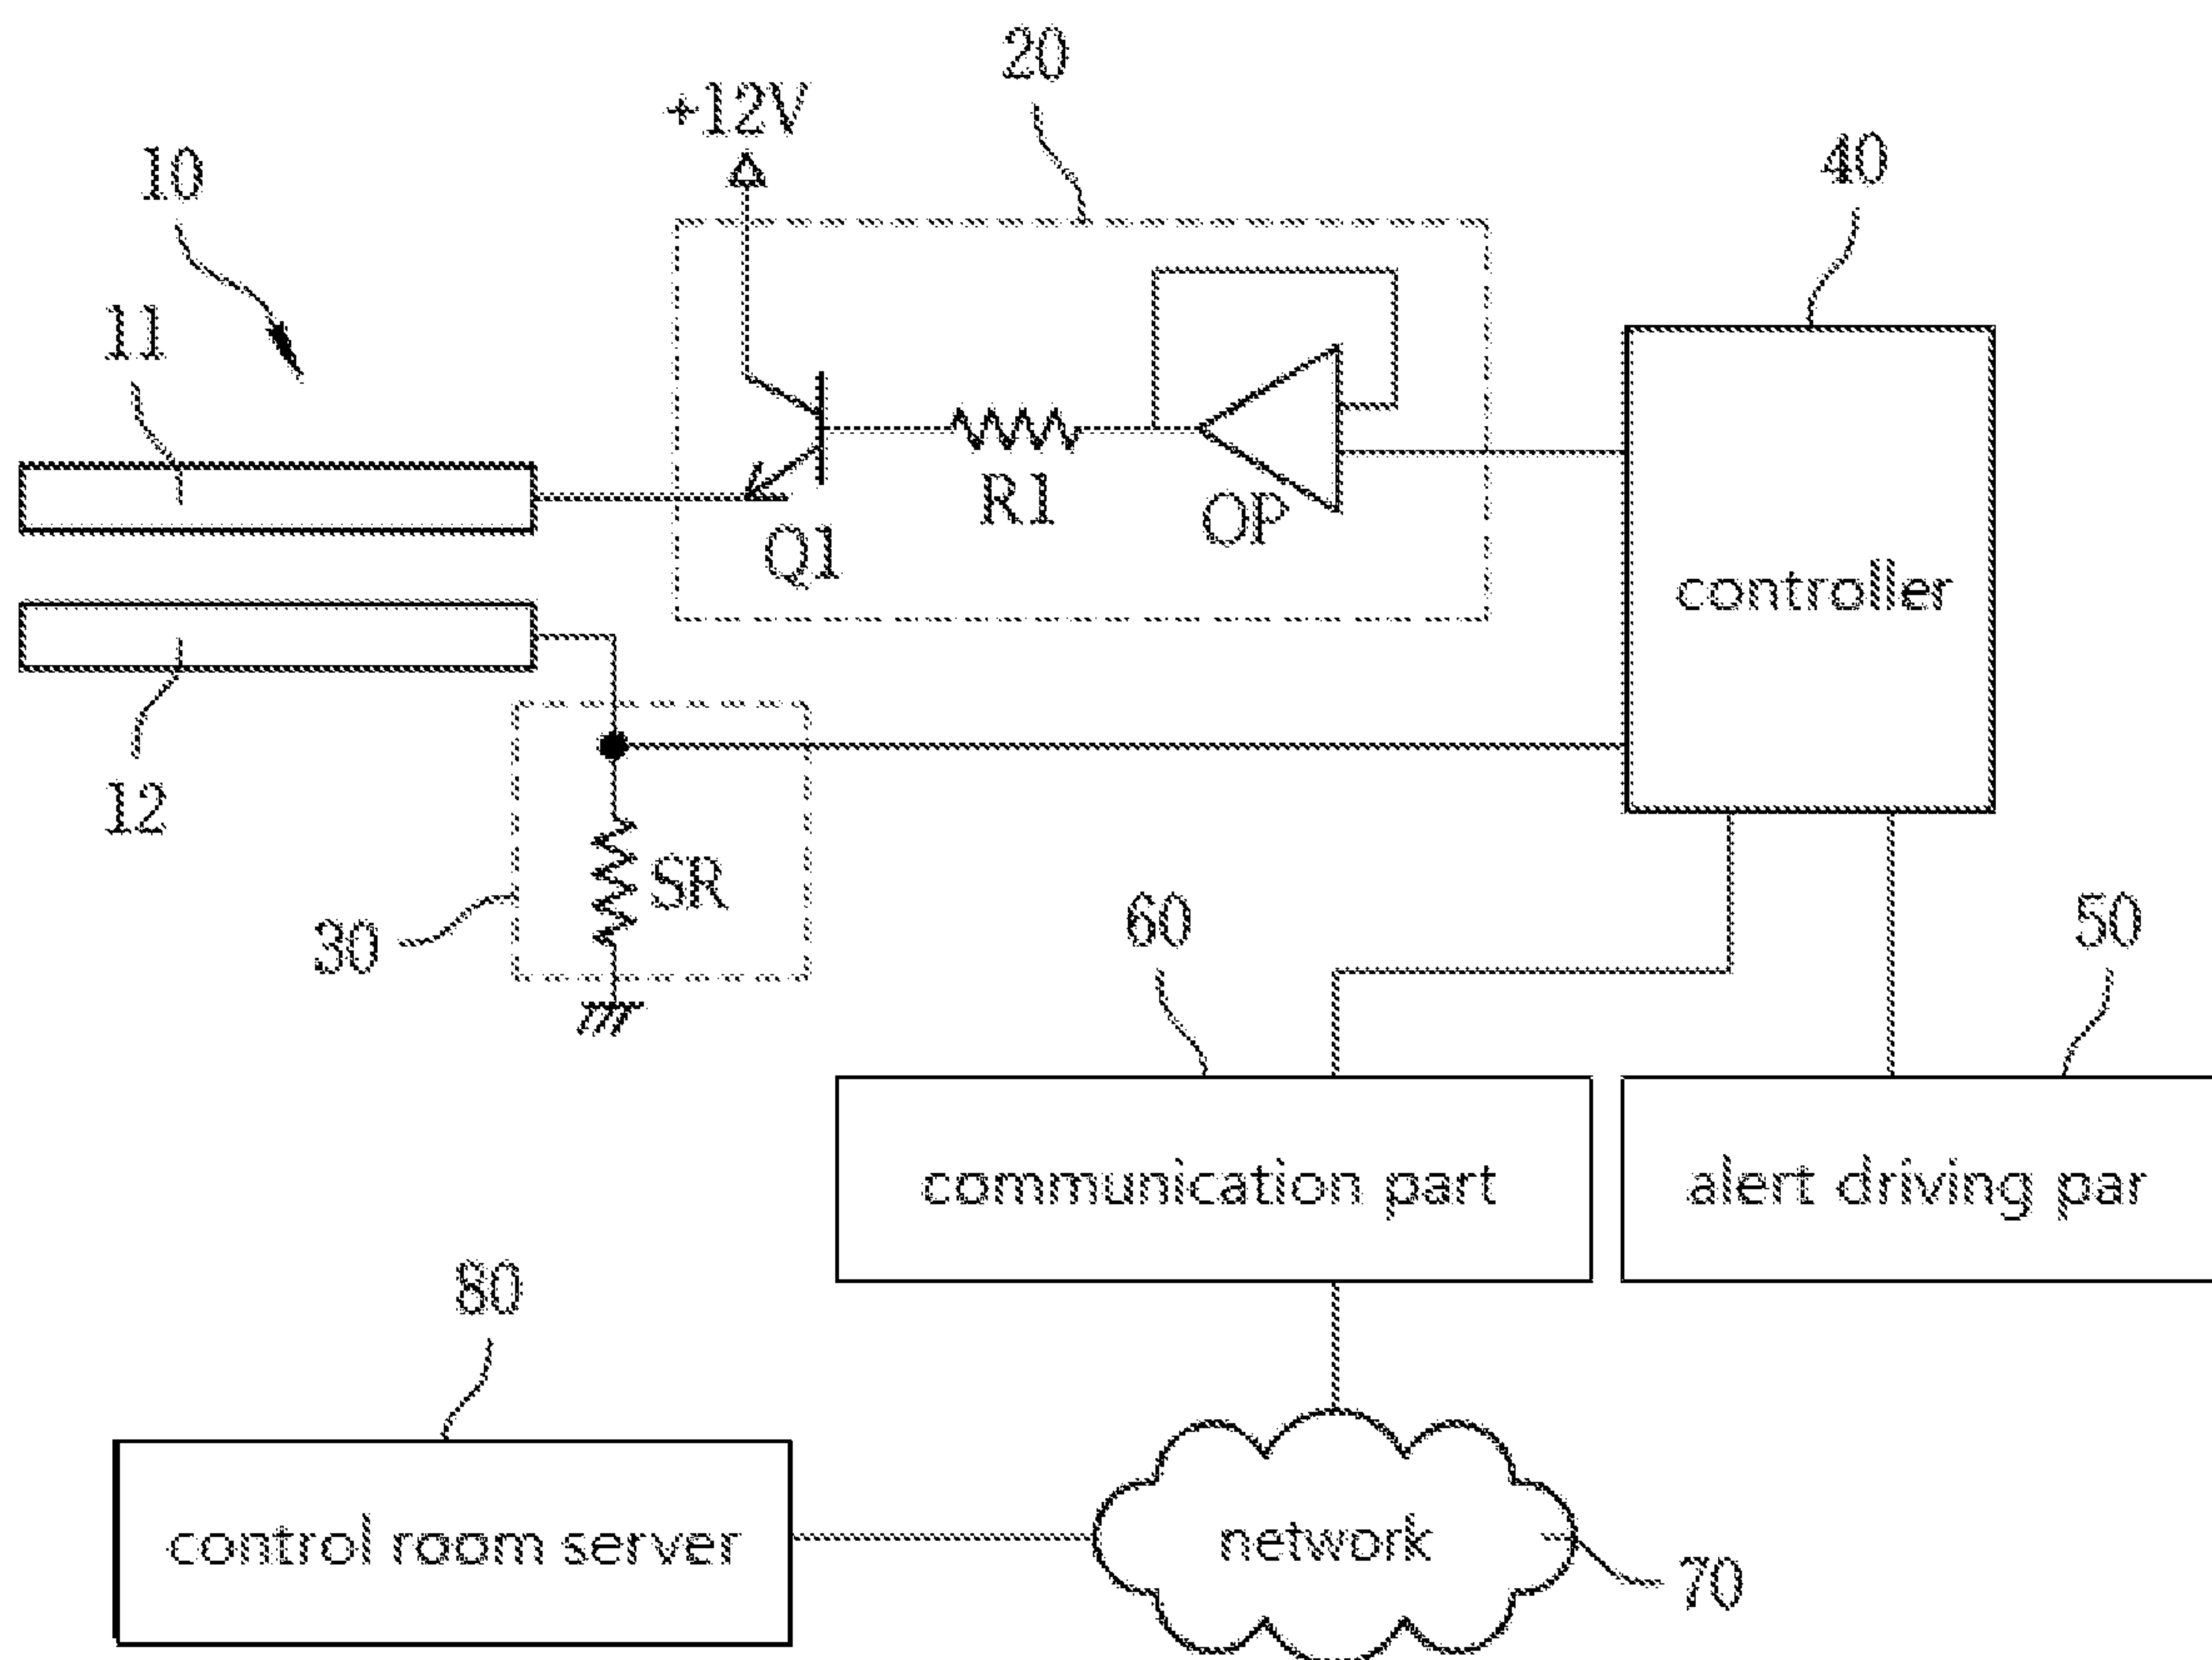 20
+12V
40
10
11
R1
OP
Q1
controller
12
SR
30
60
50
communication part
alert driving par
80
control room server
network
70